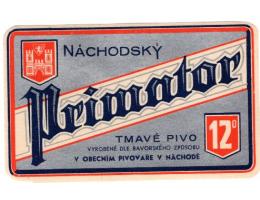 NÁCHODSKÝ
Primator
TMAVÉ PIVO
VYROBENÉ DLE BAVORSKÉHO ZPŮSOBU
V OBECNÍM PIVOVARE V NÁCHODĚ
12°